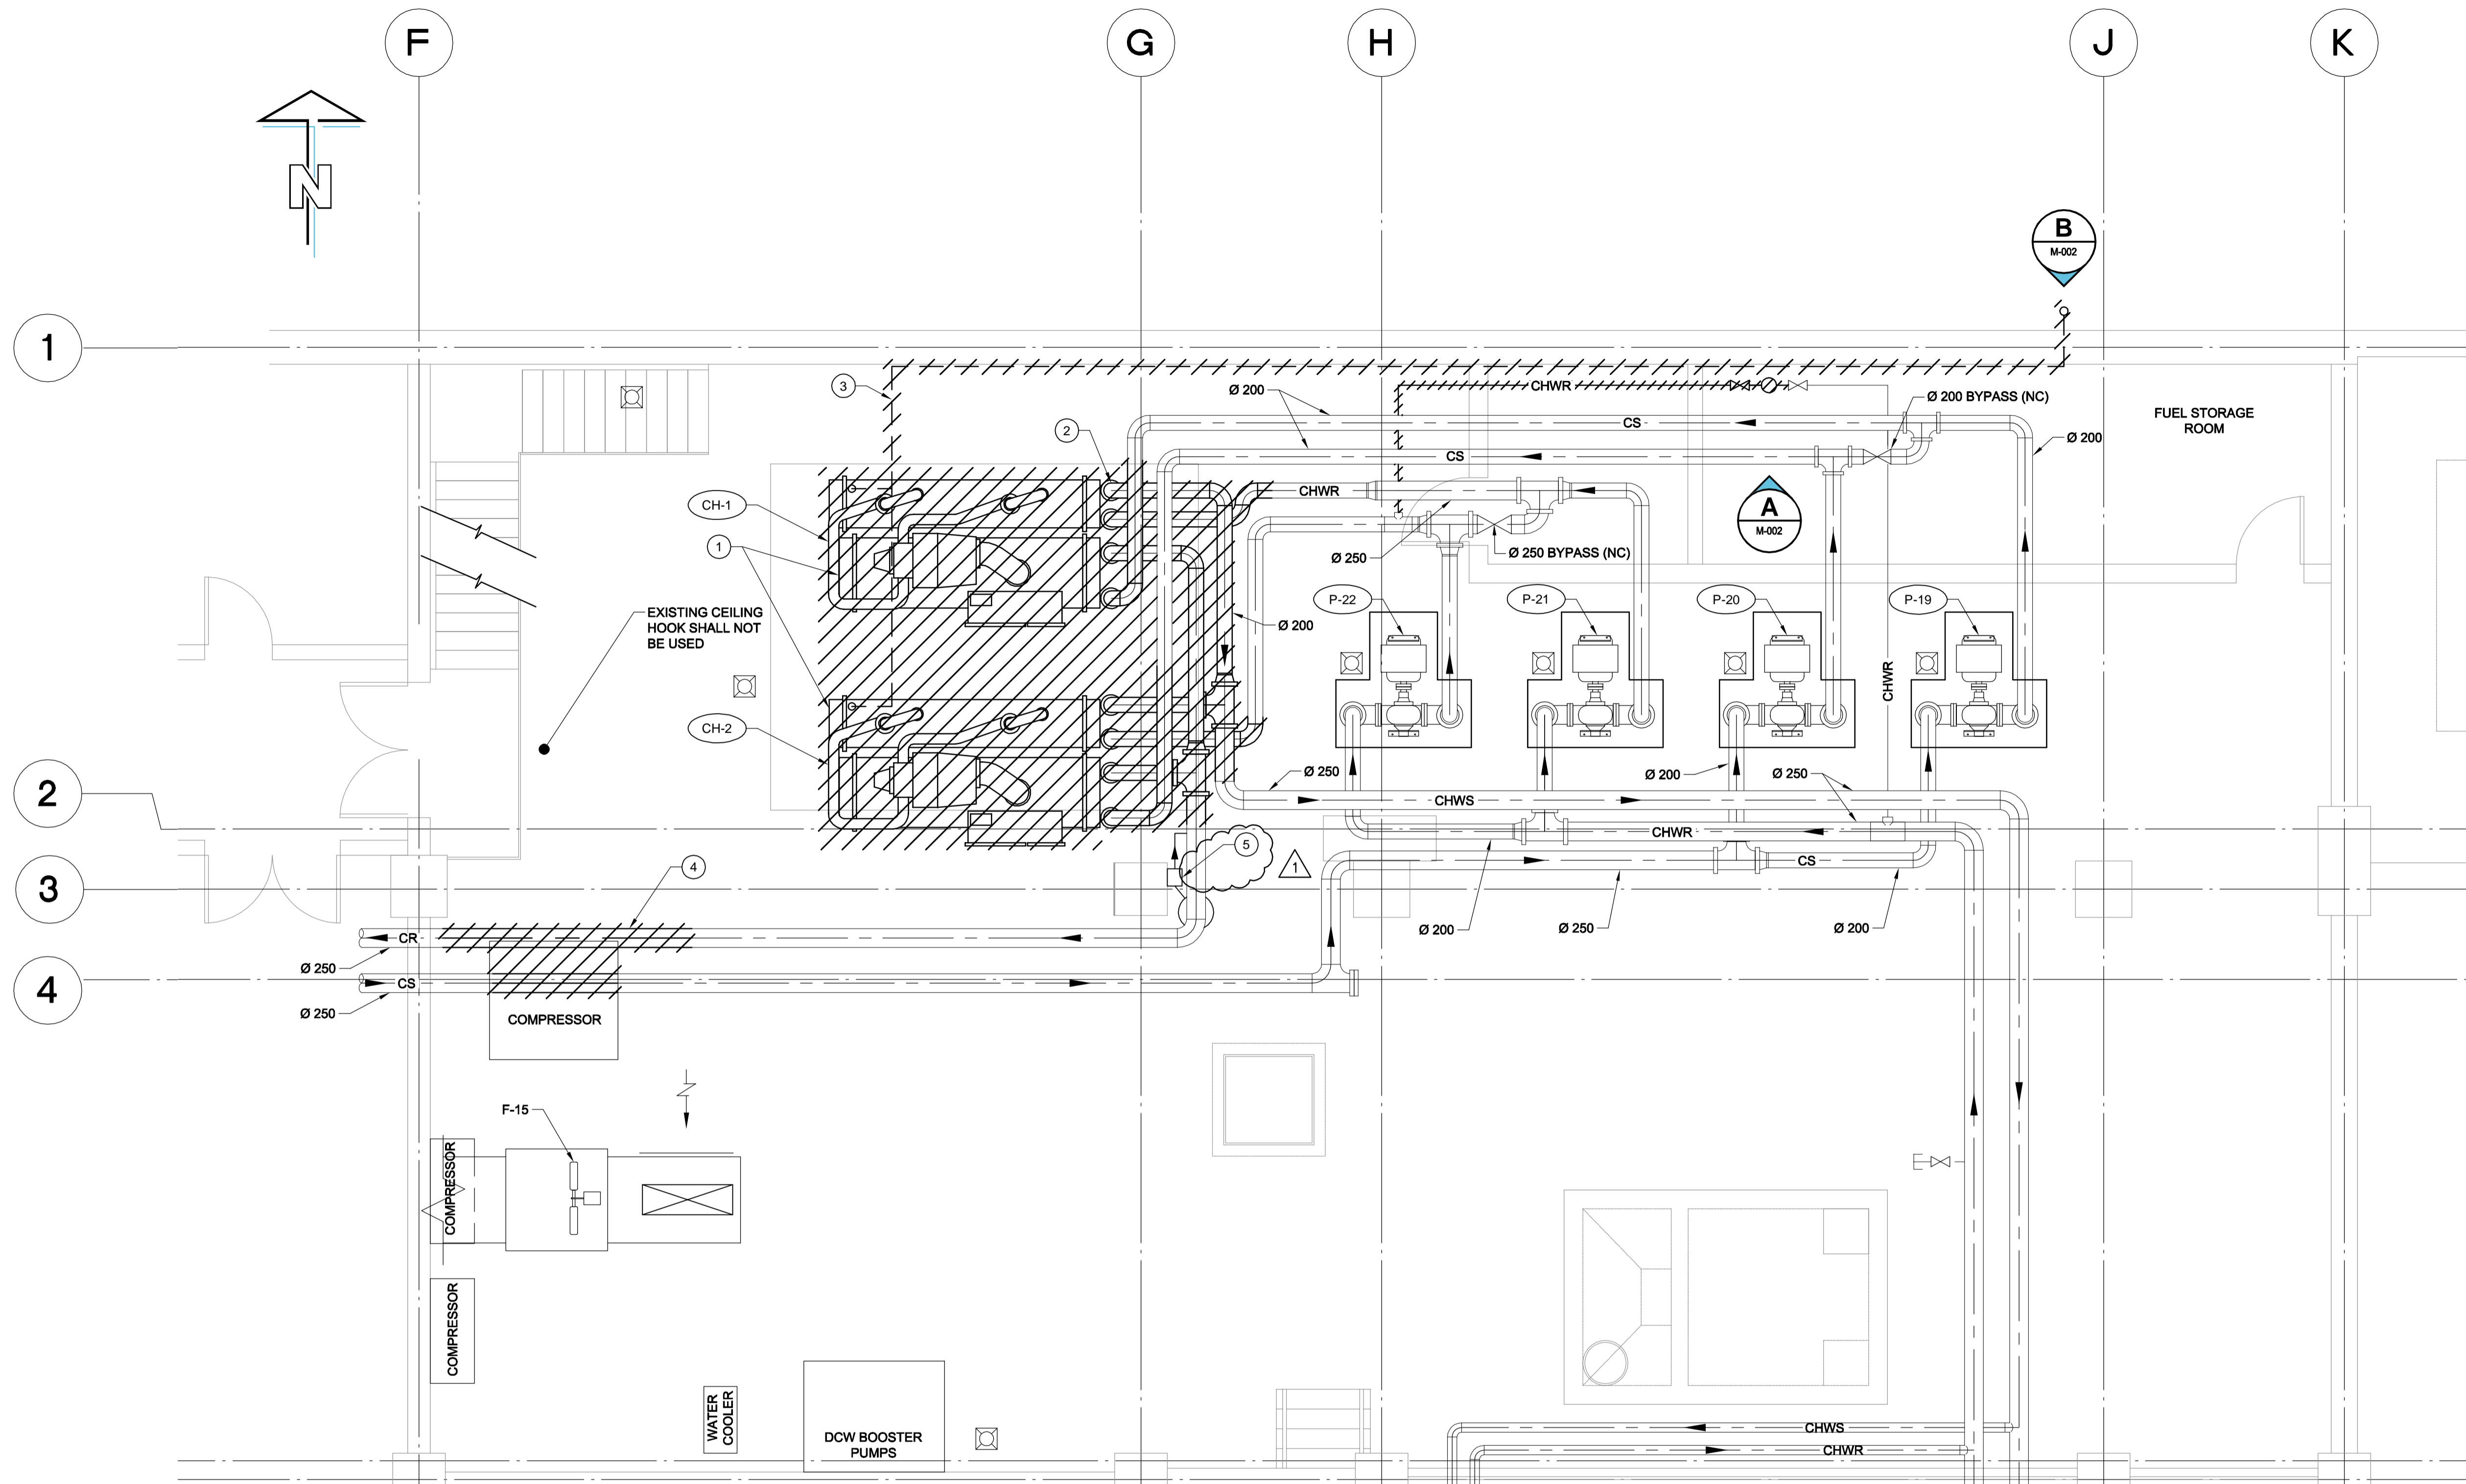 F
G
H
J
K
N
B
M-002
1
3
CHWR
Ø 200
Ø 200 BYPASS (NC)
FUEL STORAGE
ROOM
CS
Ø 200
2
CS
CHWR
A
M-002
CH-1
Ø 250
Ø 250 BYPASS (NC)
1
EXISTING CEILING
HOOK SHALL NOT
BE USED
P-22
P-21
P-20
P-19
Ø 200
CHWR
CH-2
2
Ø 250
Ø 200
Ø 250
CHWS
CHWR
5
1
CS
3
4
Ø 200
Ø 250
Ø 200
CR
Ø 250
4
CS
Ø 250
COMPRESSOR
F-15
COMPRESSOR
COMPRESSOR
WATER
COOLER
DCW BOOSTER
PUMPS
CHWS
CHWR